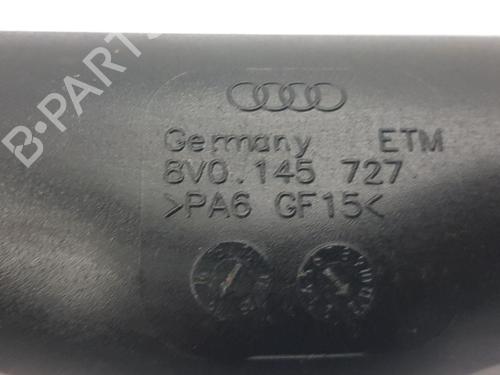 B-PARTS
Germany ETM
8V0.145 727
>PA6 GF15<